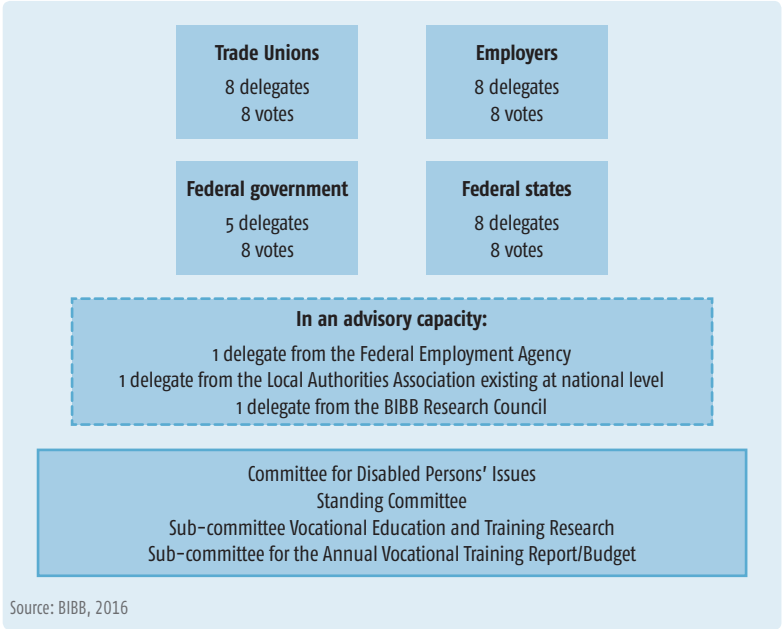 Trade Unions
8 delegates
8 votes
Employers
8 delegates
8 votes
Federal government
5 delegates
8 votes
Federal states
8 delegates
8 votes
In an advisory capacity:
1 delegate from the Federal Employment Agency
1 delegate from the Local Authorities Association existing at national level
1 delegate from the BIBB Research Council
Committee for Disabled Persons’ Issues
Standing Committee
Sub-committee Vocational Education and Training Research
Sub-committee for the Annual Vocational Training Report/Budget
Source: BIBB, 2016